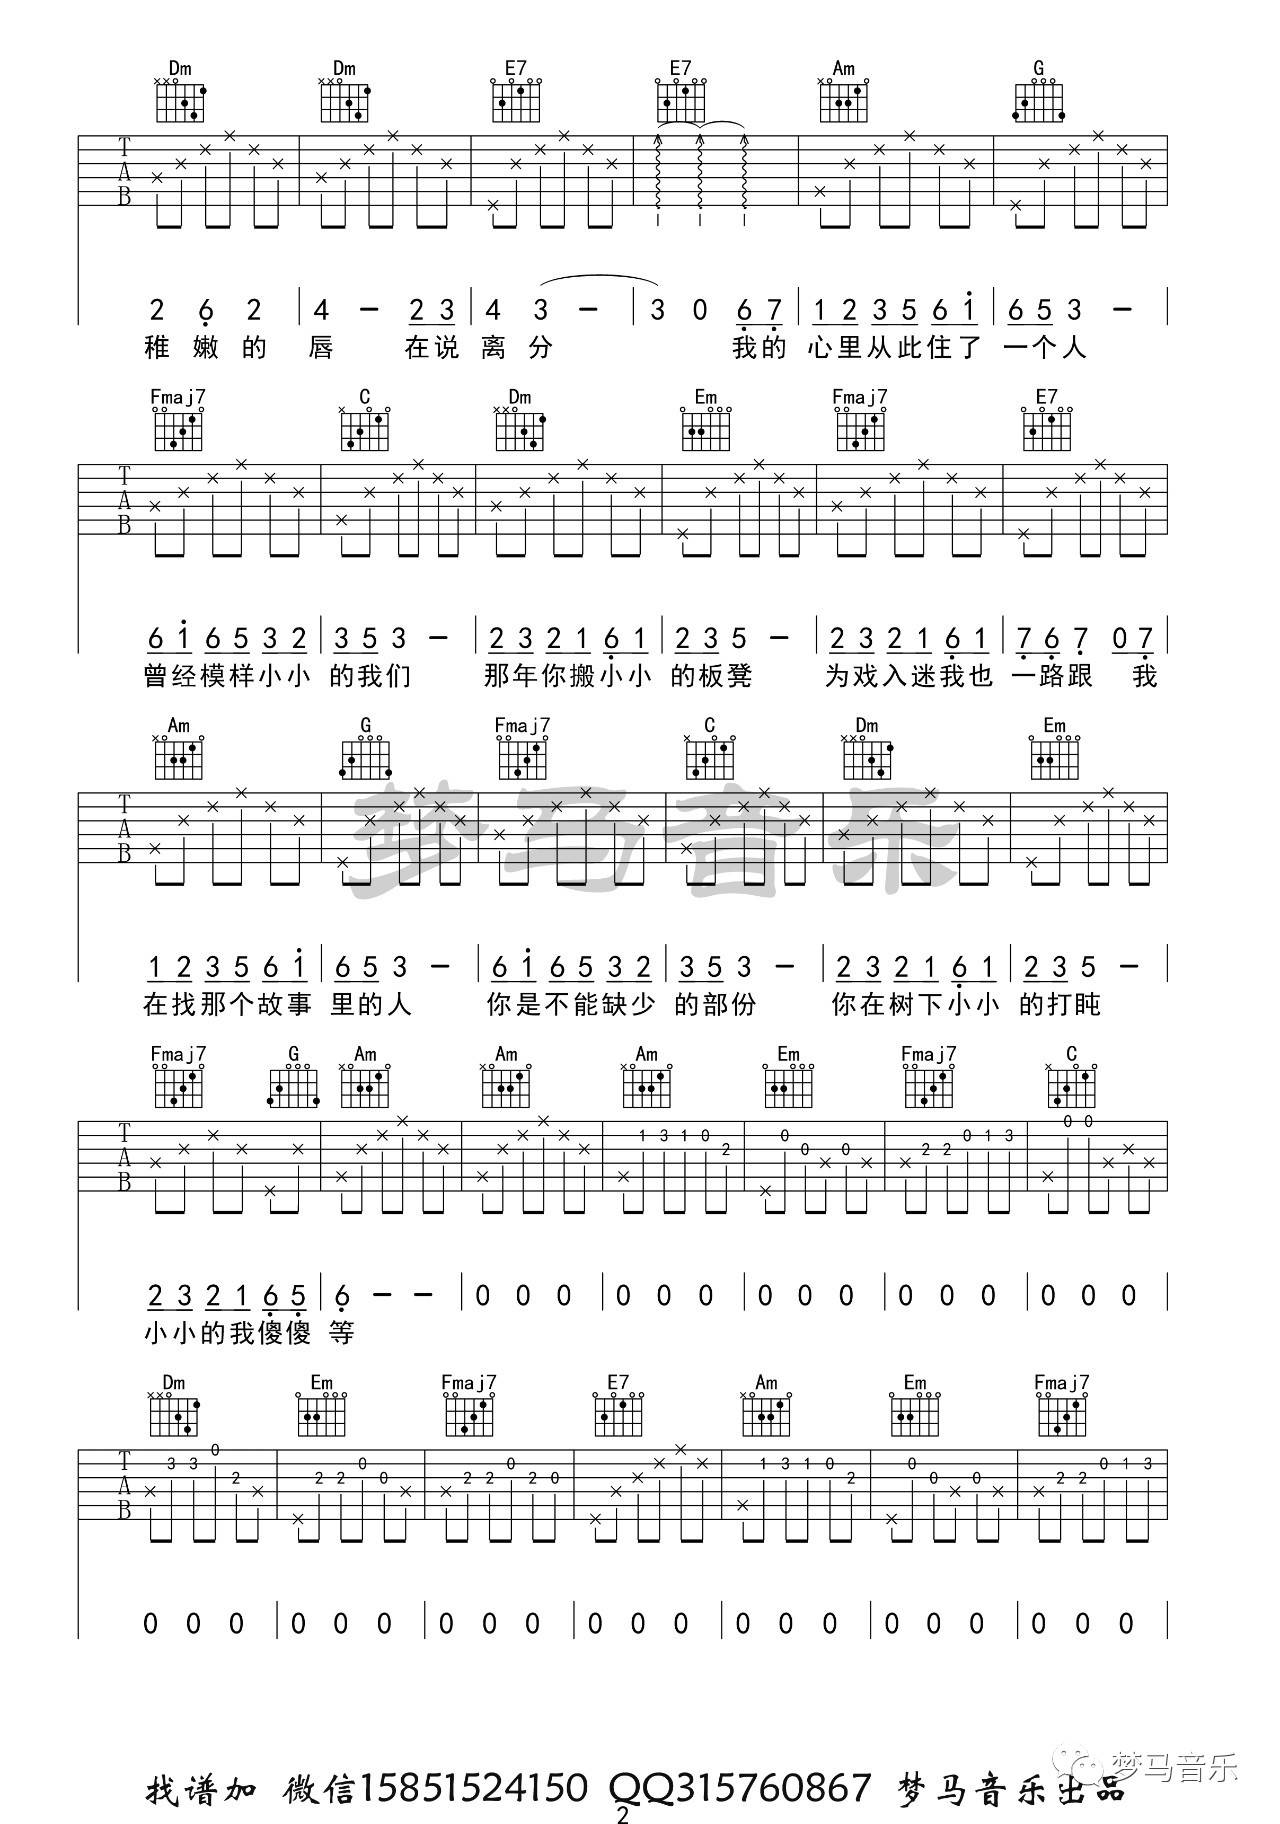 Dm Dm E7 E7 Am G
T
A
B
2 6 2 4 - 2 3 4 3 - 3 0 6 7 1 2 3 5 6 1 6 5 3 -
稚嫩的唇 在说离分 我的心里从此住了一个人
Fmaj7 C Dm Em Fmaj7 E7
T
A
B
6 1 6 5 3 2 3 5 3 - 2 3 2 1 6 1 2 3 5 - 2 3 2 1 6 1 7 6 7 0 7
曾经模样小小的我们 那年你搬小小的板凳 为戏入迷我也一路跟 我
Am G Fmaj7 C Dm Em
T
A
B
梦马音乐
1 2 3 5 6 1 6 5 3 - 6 1 6 5 3 2 3 5 3 - 2 3 2 1 6 1 2 3 5 -
在找那个故事里的人 你是不能缺少的部份 你在树下小小的打盹
Fmaj7 G Am Am Am Em Fmaj7 C
T
A
B
1 3 1 0 2 0 0 0 2 2 0 1 3 0 0
2 3 2 1 6 5 6 - - 0 0 0 0 0 0 0 0 0 0 0 0 0 0 0
小小的我傻傻等
Dm Em Fmaj7 E7 Am Em Fmaj7
T
A
B
3 3 0 2 2 2 0 0 2 2 0 2 0 1 3 1 0 2 0 0 0 2 2 0 1 3
0 0 0 0 0 0 0 0 0 0 0 0 0 0 0 0 0 0 0 0 0
梦马音乐
找谱加 微信15851524150 QQ315760867 梦马音乐出品
2